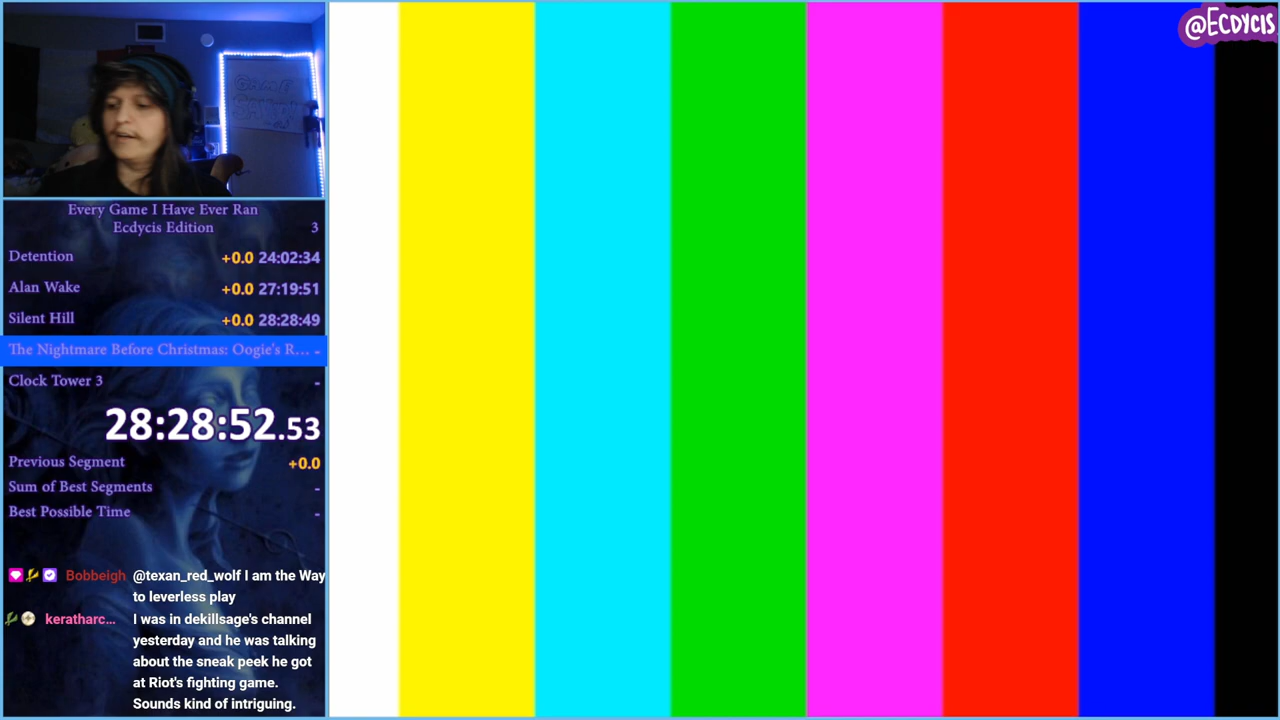 @ECDYCIS
Every Game I Have Ever Ran
Ecdycis Edition 3
Detention +0.0 24:02:34
Alan Wake +0.0 27:19:51
Silent Hill +0.0 28:28:49
The Nightmare Before Christmas: Oogie's R... -
Clock Tower 3 -
28:28:52.53
Previous Segment +0.0
Sum of Best Segments -
Best Possible Time -
Bobbeigh @texan_red_wolf I am the Way
to leverless play
keratharc... I was in dekillsage's channel
yesterday and he was talking
about the sneak peek he got
at Riot's fighting game.
Sounds kind of intriguing.